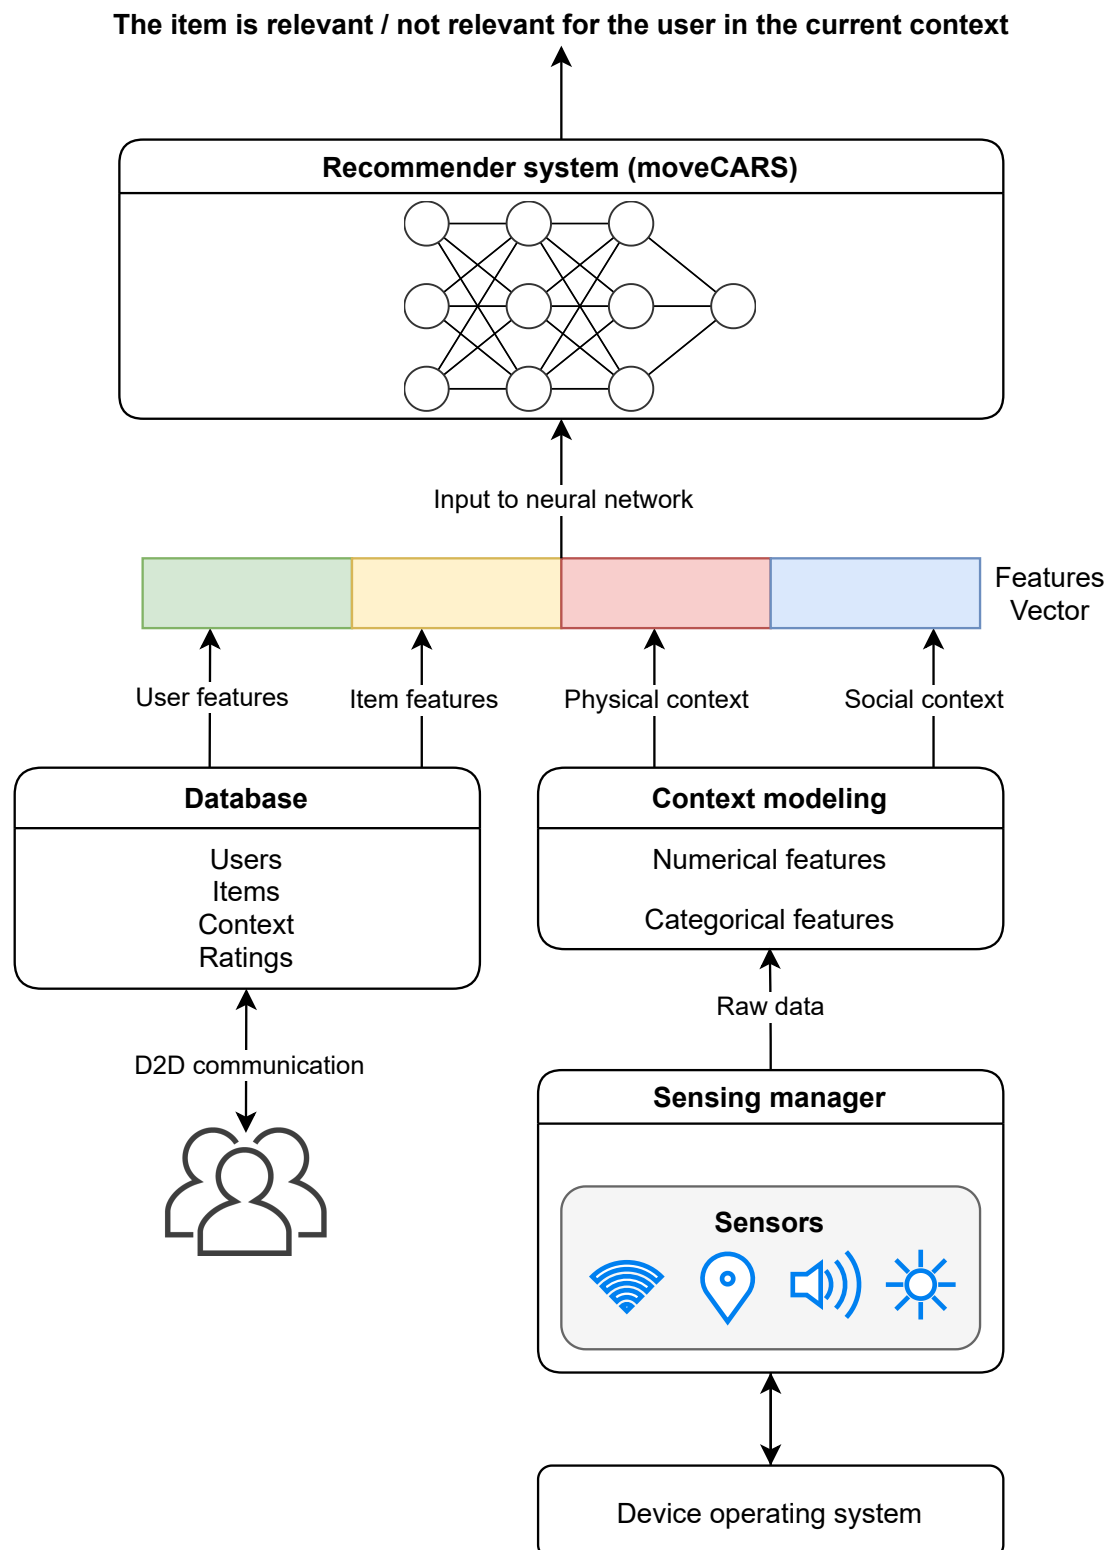 The item is relevant / not relevant for the user in the current context
Recommender system (moveCARS)
Input to neural network
Features
Vector
User features
Item features
Physical context
Social context
Database
Users
Items
Context
Ratings
Context modeling
Numerical features
Categorical features
D2D communication
Raw data
Sensing manager
Sensors
Device operating system